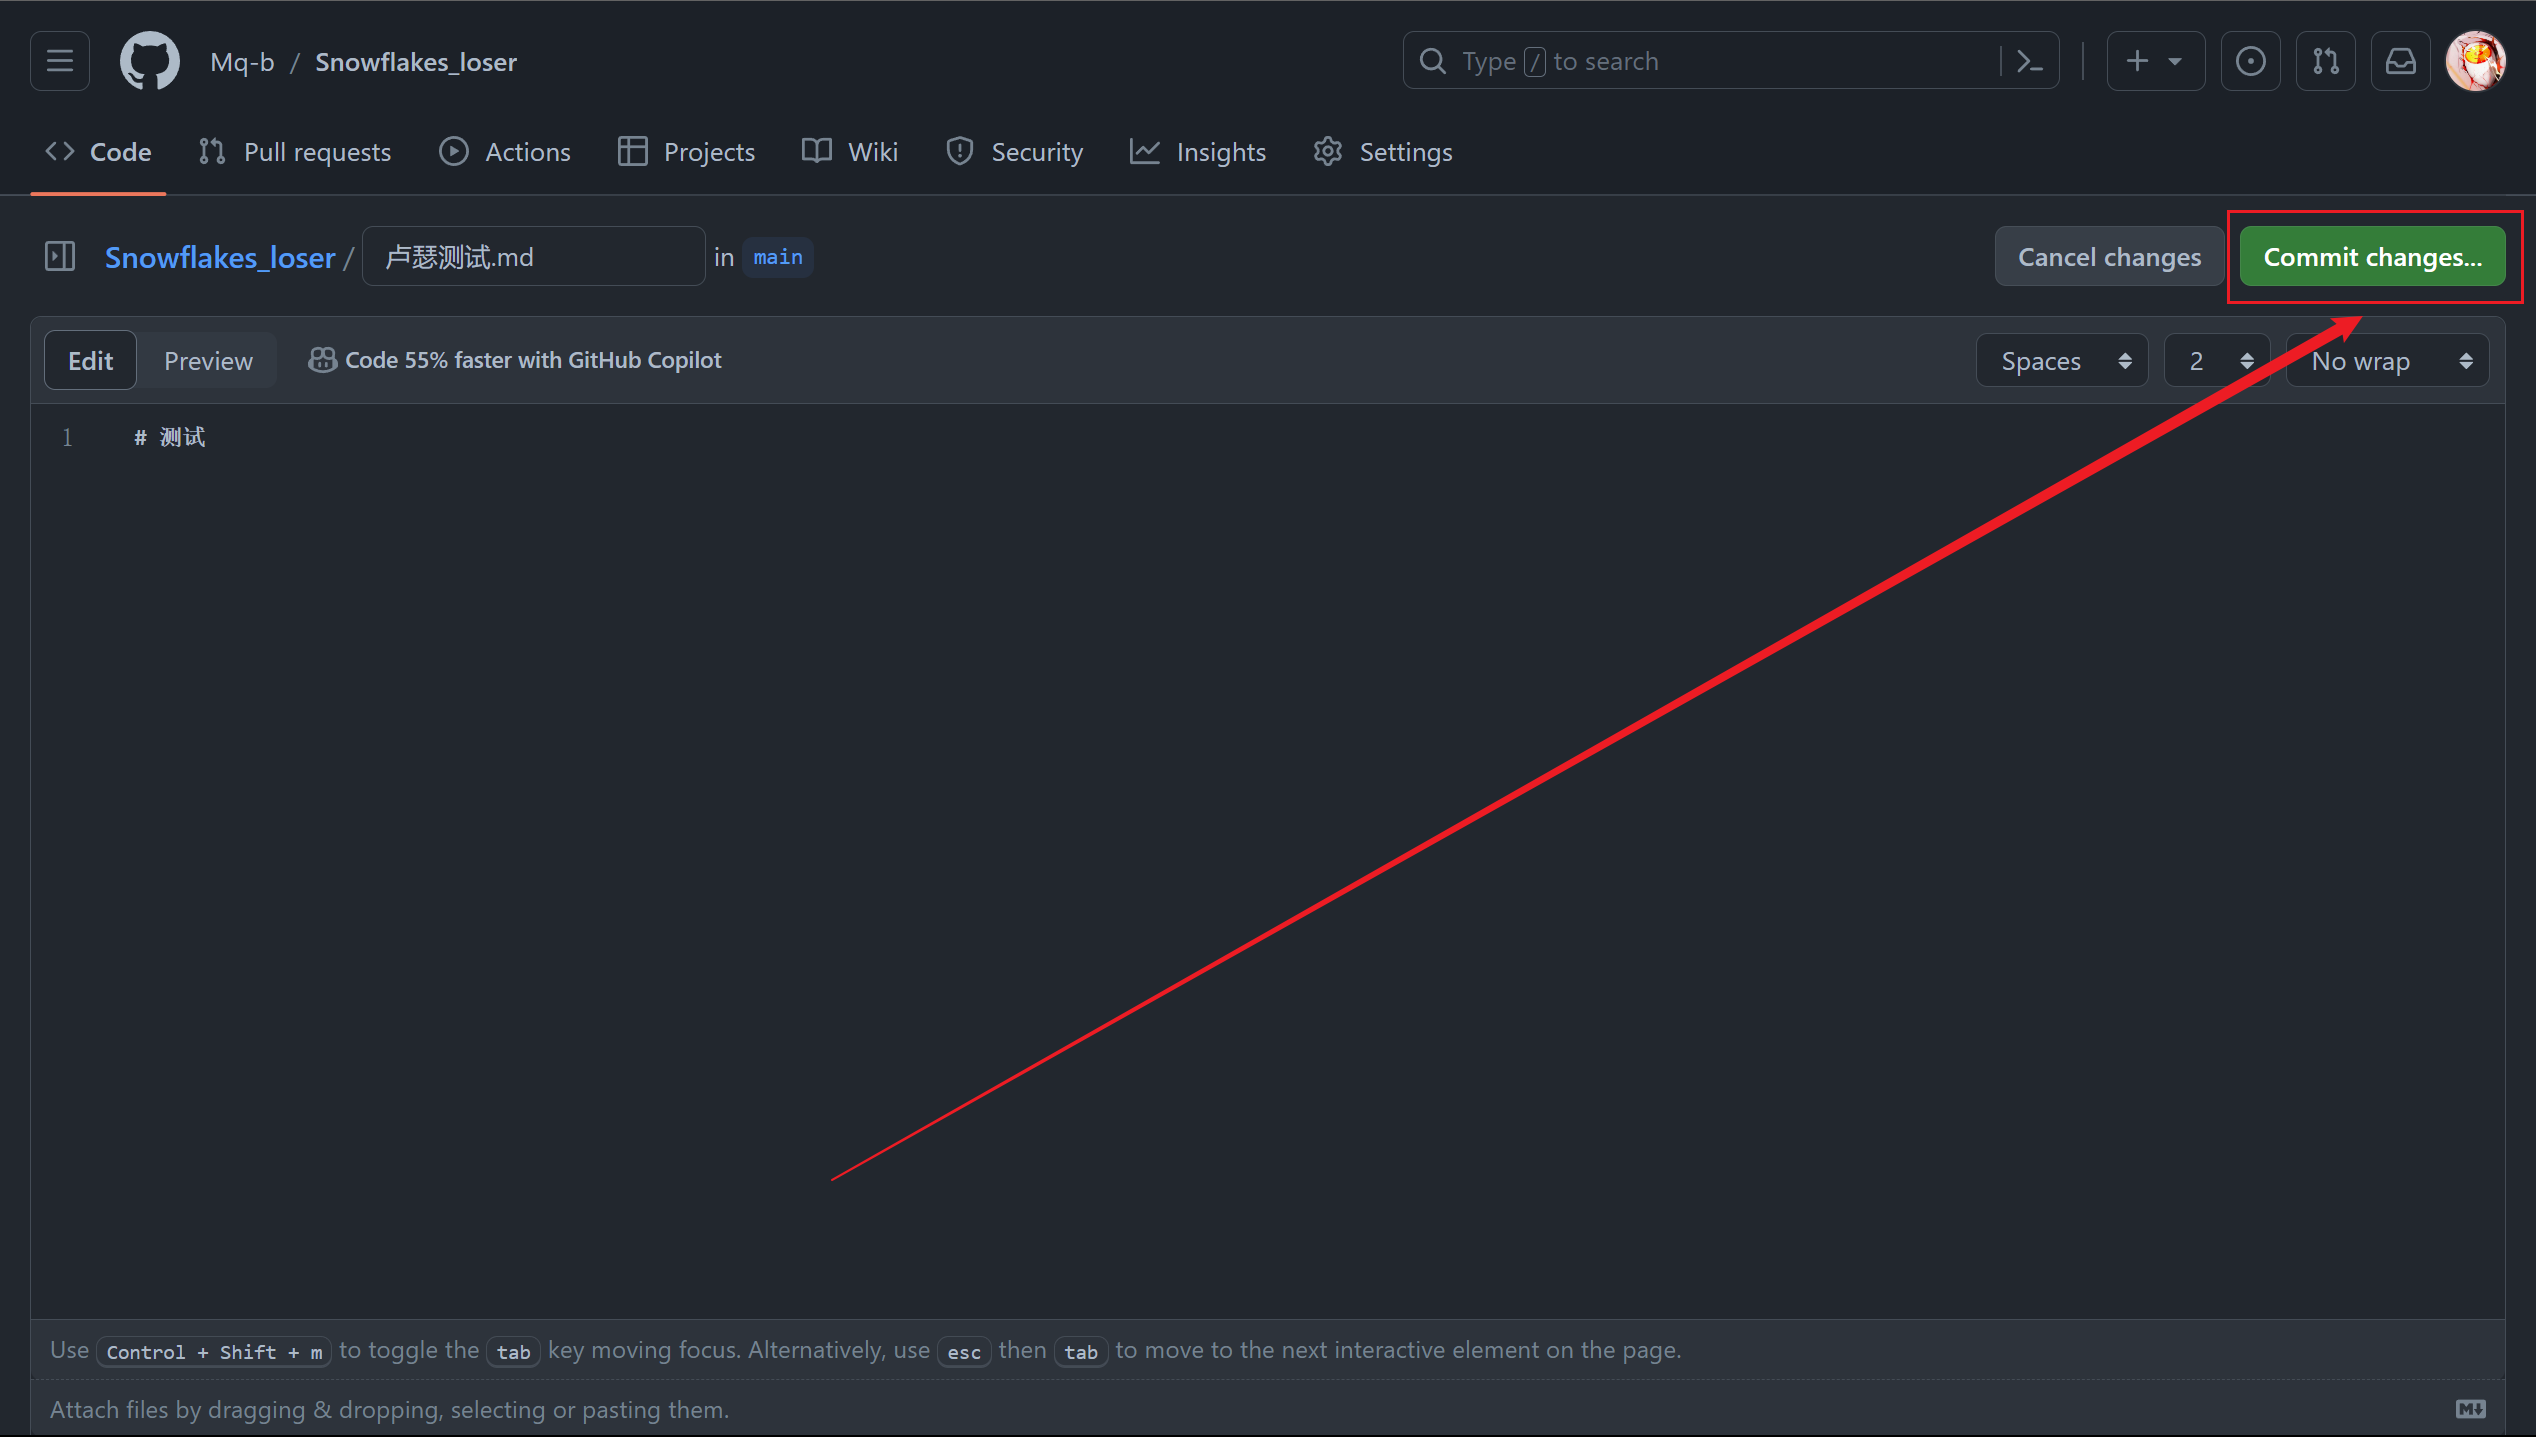 Mq-b / Snowflakes_loser
Type / to search
Code Pull requests Actions Projects Wiki Security Insights Settings
Snowflakes_loser / 卢瑟测试.md in main Cancel changes Commit changes...
Edit Preview Code 55% faster with GitHub Copilot Spaces 2 No wrap
1 # 测试
Use Control + Shift + m to toggle the tab key moving focus. Alternatively, use esc then tab to move to the next interactive element on the page.
Attach files by dragging & dropping, selecting or pasting them.